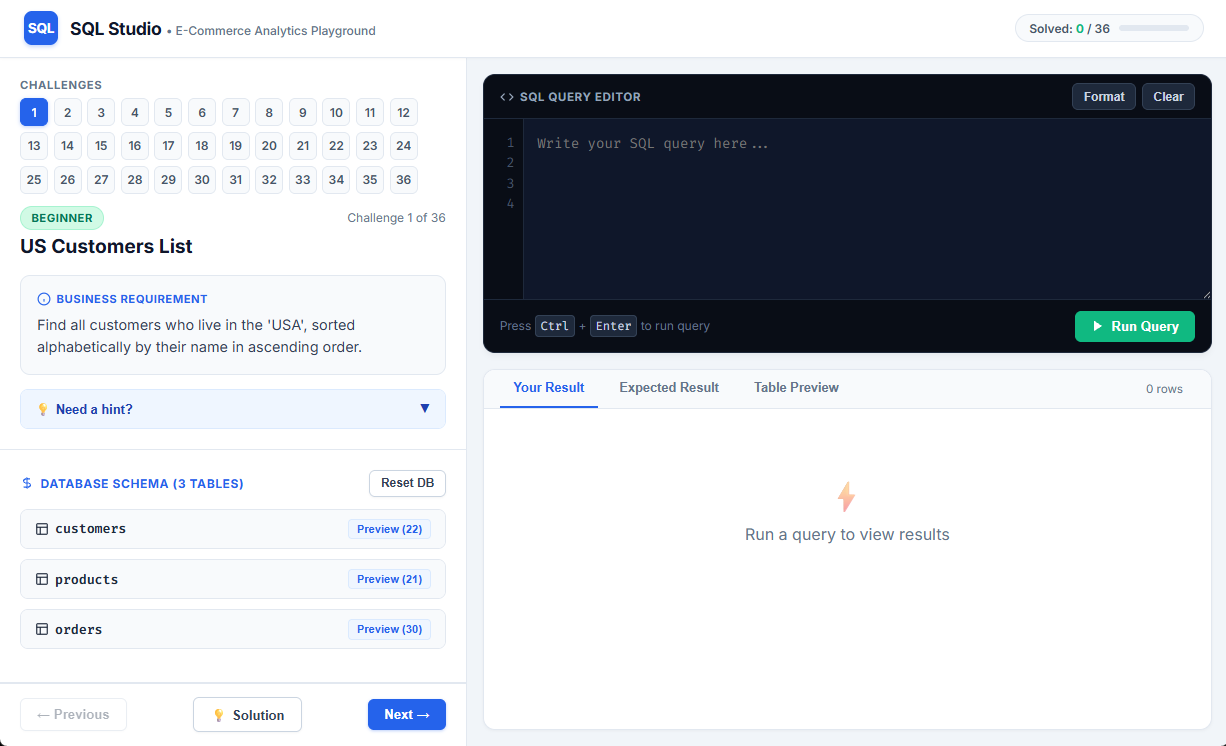 SQL SQL Studio • E-Commerce Analytics Playground
Solved: 0 / 36
CHALLENGES
1 2 3 4 5 6 7 8 9 10 11 12
13 14 15 16 17 18 19 20 21 22 23 24
25 26 27 28 29 30 31 32 33 34 35 36
BEGINNER Challenge 1 of 36
US Customers List
BUSINESS REQUIREMENT
Find all customers who live in the 'USA', sorted
alphabetically by their name in ascending order.
Need a hint? ▼
$ DATABASE SCHEMA (3 TABLES) Reset DB
customers Preview (22)
products Preview (21)
orders Preview (30)
← Previous Solution Next →
<> SQL QUERY EDITOR Format Clear
1 Write your SQL query here...
2
3
4
Press Ctrl + Enter to run query ▶ Run Query
Your Result Expected Result Table Preview 0 rows
Run a query to view results